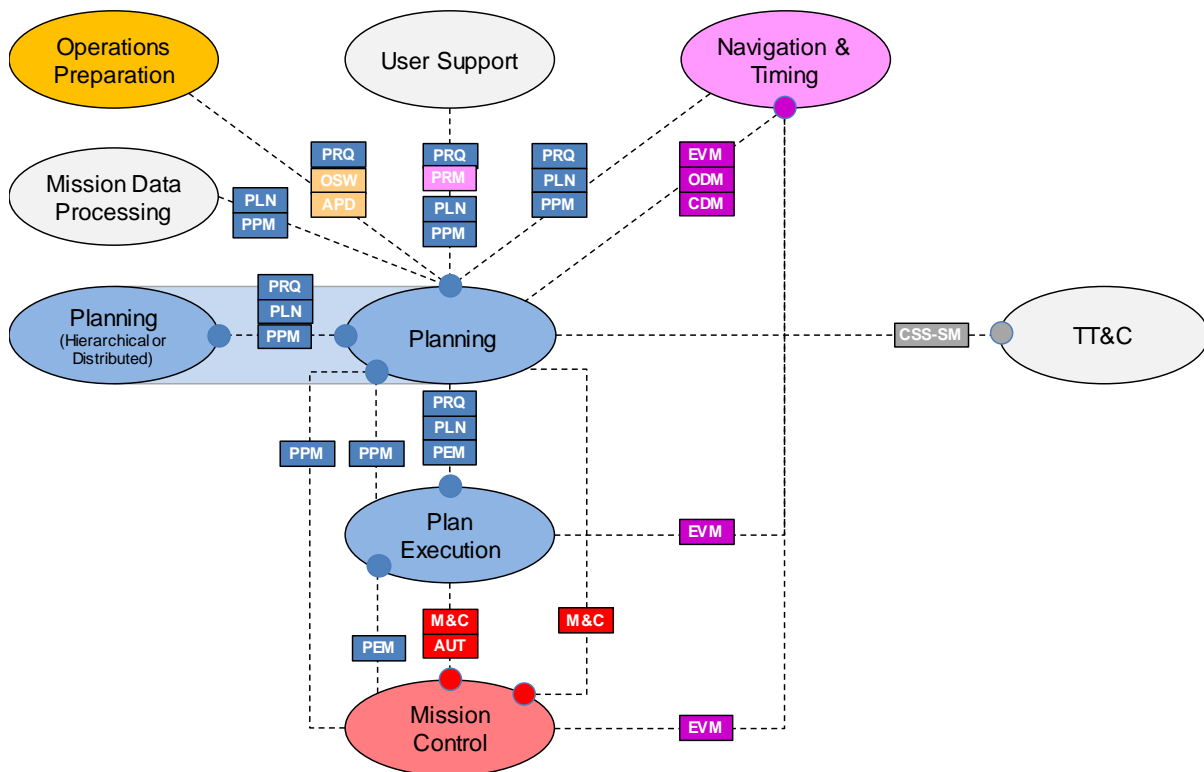 Operations
Preparation
User Support
Navigation &
Timing
Mission Data
Processing
PLN
PPM
PRQ
OSW
APD
PRQ
PRM
PLN
PPM
PRQ
PLN
PPM
EVM
ODM
CDM
Planning
(Hierarchical or
Distributed)
PRQ
PLN
PPM
Planning
CSS-SM
TT&C
PRQ
PLN
PEM
PPM
PPM
Plan
Execution
EVM
PEM
M&C
AUT
M&C
Mission
Control
EVM